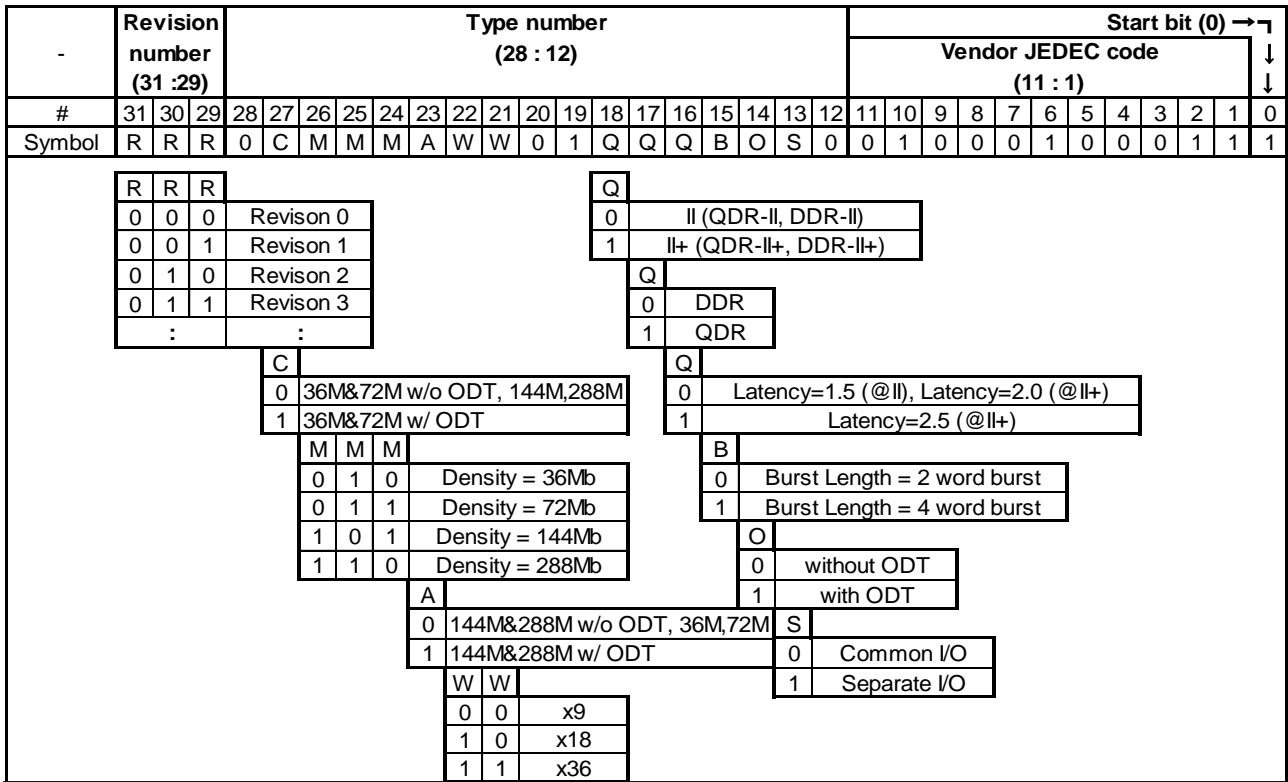 Revision Type number Start bit (0) →┐
- number (28 : 12) Vendor JEDEC code ↓
(31 :29) (11 : 1) ↓
# 31 30 29 28 27 26 25 24 23 22 21 20 19 18 17 16 15 14 13 12 11 10 9 8 7 6 5 4 3 2 1 0
Symbol R R R 0 C M M M A W W 0 1 Q Q Q B O S 0 0 1 0 0 0 1 0 0 0 1 1 1
R R R Q
0 0 0 Revison 0 0 II (QDR-II, DDR-II)
0 0 1 Revison 1 1 II+ (QDR-II+, DDR-II+)
0 1 0 Revison 2 Q
0 1 1 Revison 3 0 DDR
: : 1 QDR
C Q
0 36M&72M w/o ODT, 144M,288M 0 Latency=1.5 (@II), Latency=2.0 (@II+)
1 36M&72M w/ ODT 1 Latency=2.5 (@II+)
M M M B
0 1 0 Density = 36Mb 0 Burst Length = 2 word burst
0 1 1 Density = 72Mb 1 Burst Length = 4 word burst
1 0 1 Density = 144Mb O
1 1 0 Density = 288Mb 0 without ODT
A 1 with ODT
0 144M&288M w/o ODT, 36M,72M S
1 144M&288M w/ ODT 0 Common I/O
W W 1 Separate I/O
0 0 x9
1 0 x18
1 1 x36